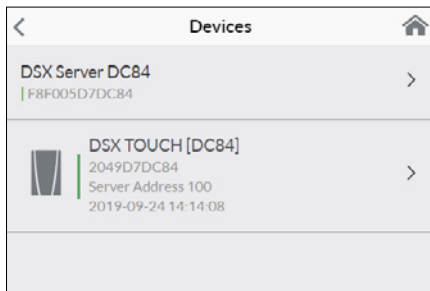 Devices
DSX Server DC84
F8F005D7DC84
DSX TOUCH [DC84]
2049D7DC84
Server Address 100
2019-09-24 14:14:08